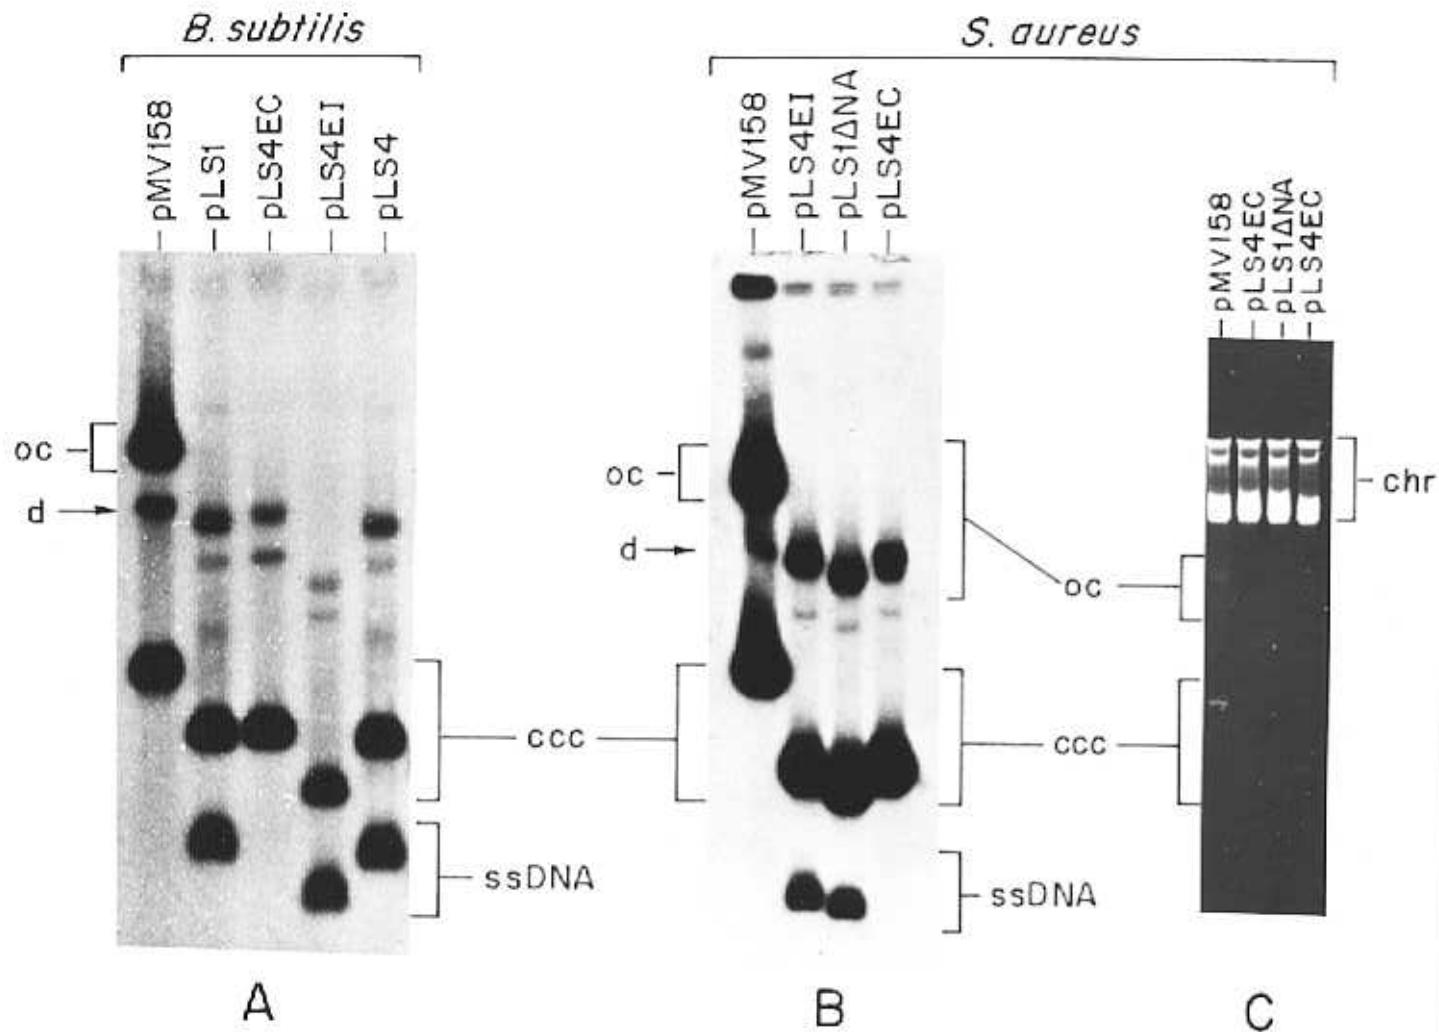 B. subtilis
S. aureus
pMV158
pLS1
pLS4EC
pLS4EI
pLS4
pMV158
pLS4EI
pLS1ΔNA
pLS4EC
pMV158
pLS4EC
pLS1ΔNA
pLS4EC
oc
d
ccc
ssDNA
oc
d
oc
ccc
ssDNA
chr
A
B
C